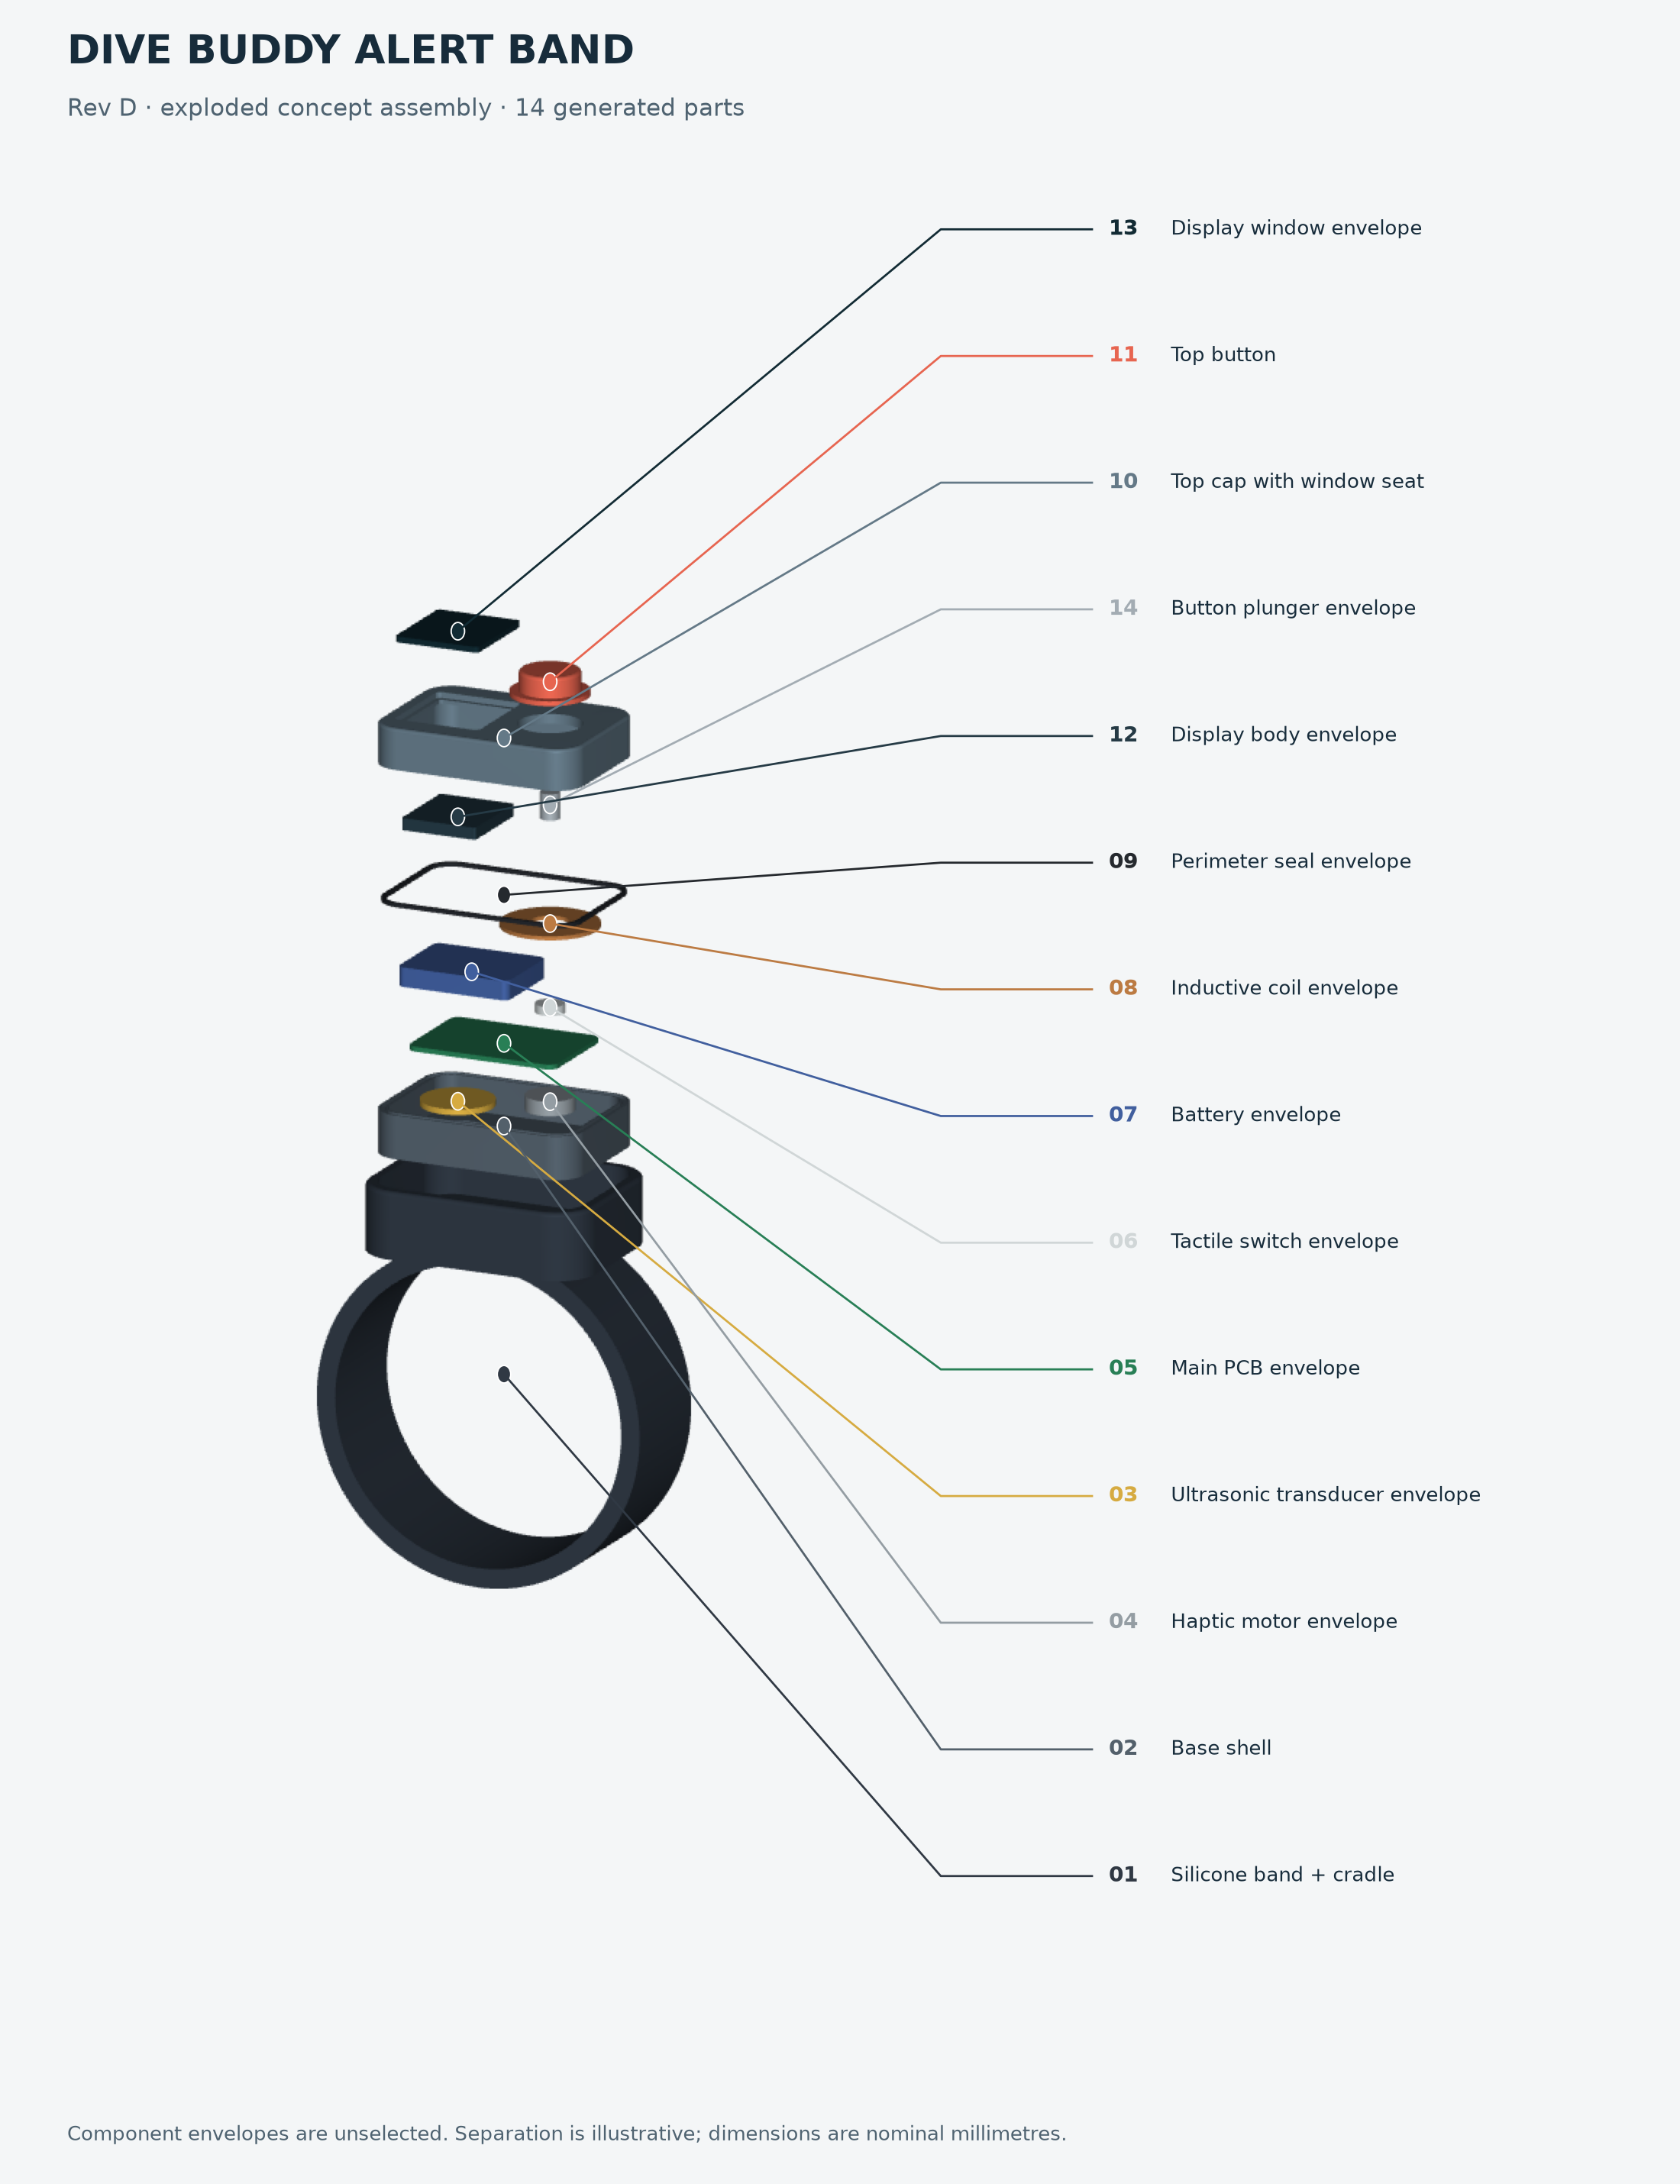 DIVE BUDDY ALERT BAND
Rev D · exploded concept assembly · 14 generated parts
13 Display window envelope
11 Top button
10 Top cap with window seat
14 Button plunger envelope
12 Display body envelope
09 Perimeter seal envelope
08 Inductive coil envelope
07 Battery envelope
06 Tactile switch envelope
05 Main PCB envelope
03 Ultrasonic transducer envelope
04 Haptic motor envelope
02 Base shell
01 Silicone band + cradle
Component envelopes are unselected. Separation is illustrative; dimensions are nominal millimetres.